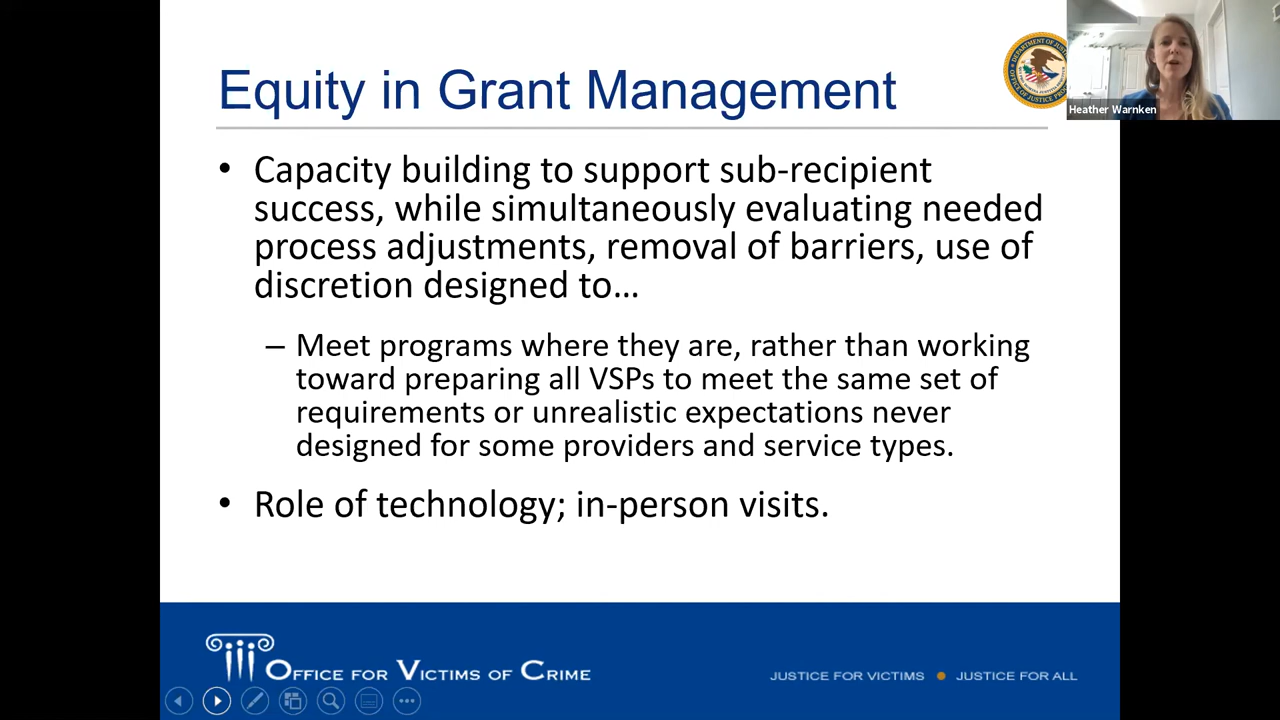 Equity in Grant Management
Heather Warnken
• Capacity building to support sub-recipient
success, while simultaneously evaluating needed
process adjustments, removal of barriers, use of
discretion designed to…
– Meet programs where they are, rather than working
toward preparing all VSPs to meet the same set of
requirements or unrealistic expectations never
designed for some providers and service types.
• Role of technology; in-person visits.
OFFICE FOR VICTIMS OF CRIME
JUSTICE FOR VICTIMS • JUSTICE FOR ALL